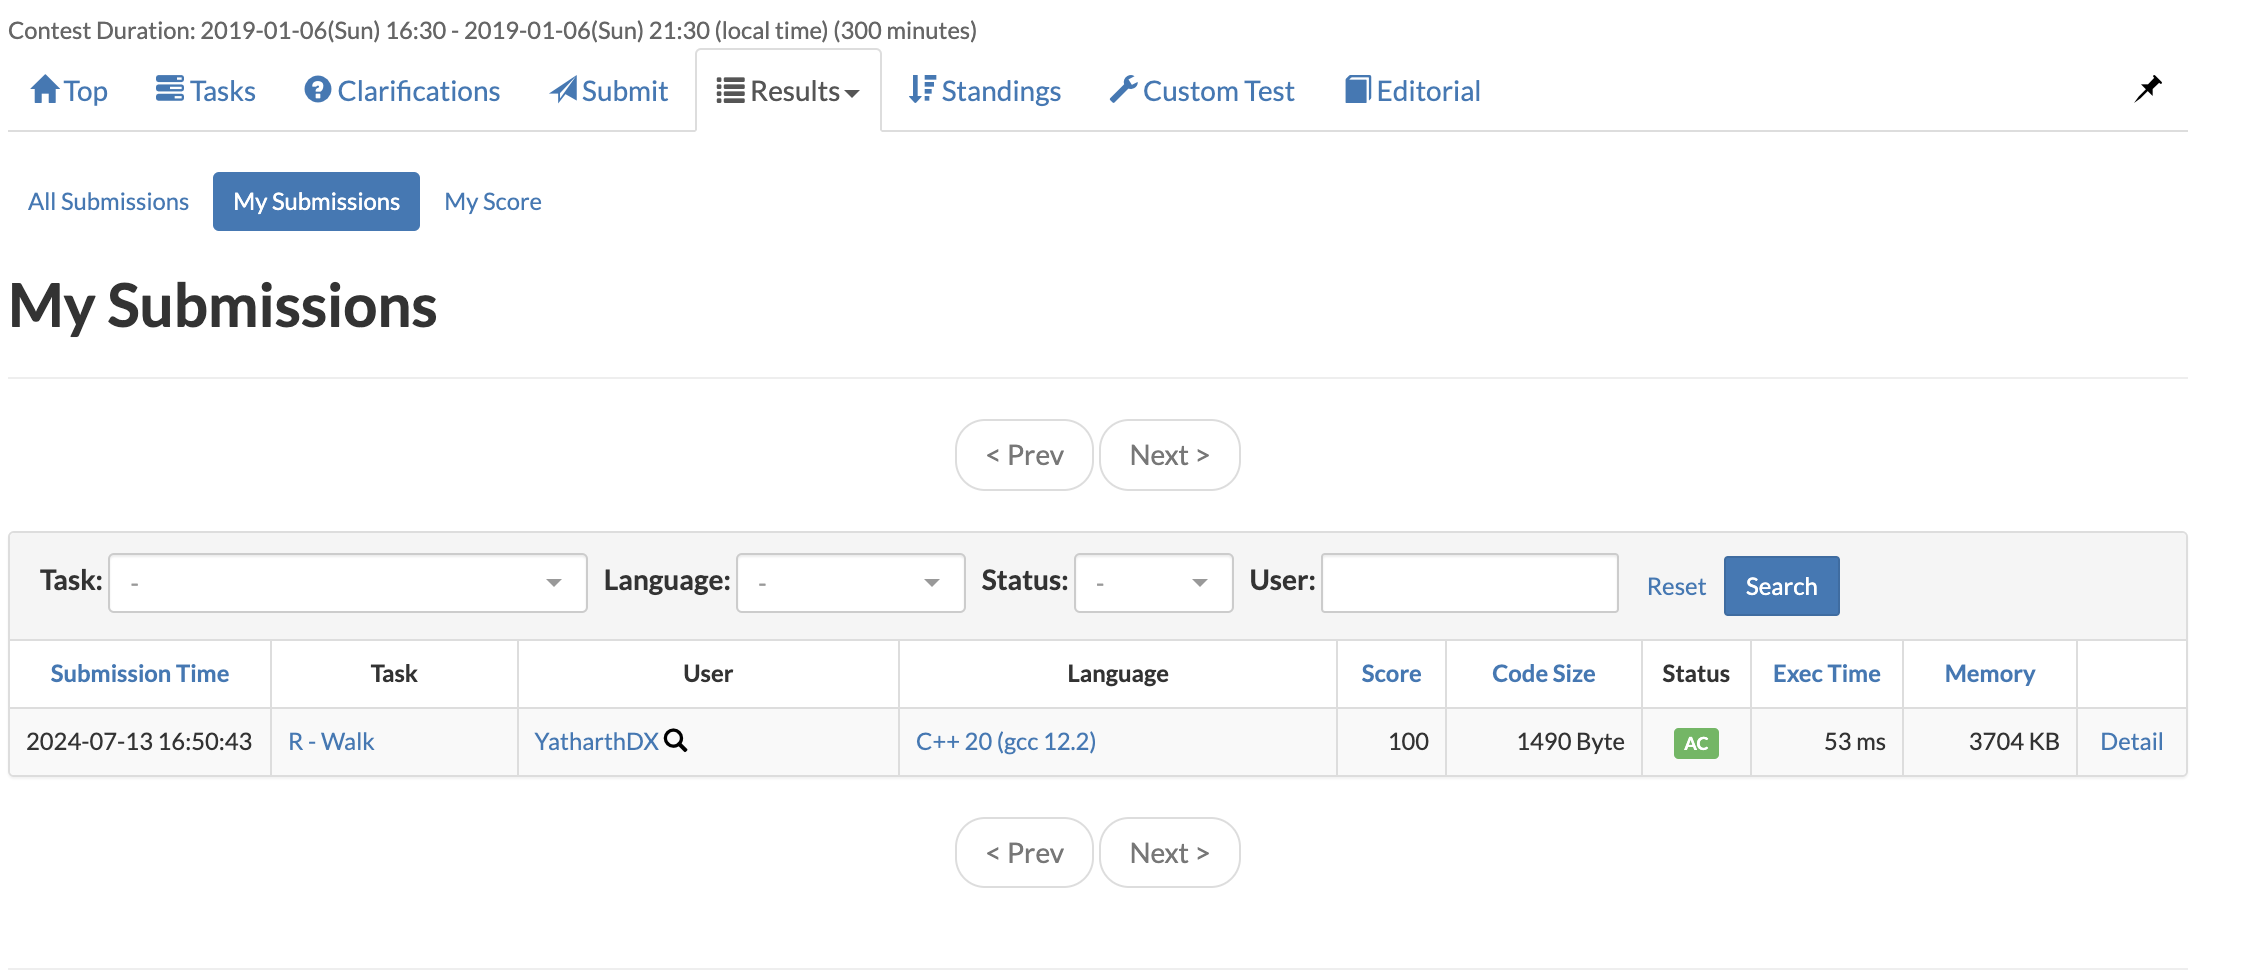 Contest Duration: 2019-01-06(Sun) 16:30 - 2019-01-06(Sun) 21:30 (local time) (300 minutes)
Top Tasks Clarifications Submit Results Standings Custom Test Editorial
All Submissions My Submissions My Score
My Submissions
< Prev Next >
Task: - Language: - Status: - User: Reset Search
Submission Time Task User Language Score Code Size Status Exec Time Memory
2024-07-13 16:50:43 R - Walk YatharthDX C++ 20 (gcc 12.2) 100 1490 Byte AC 53 ms 3704 KB Detail
< Prev Next >